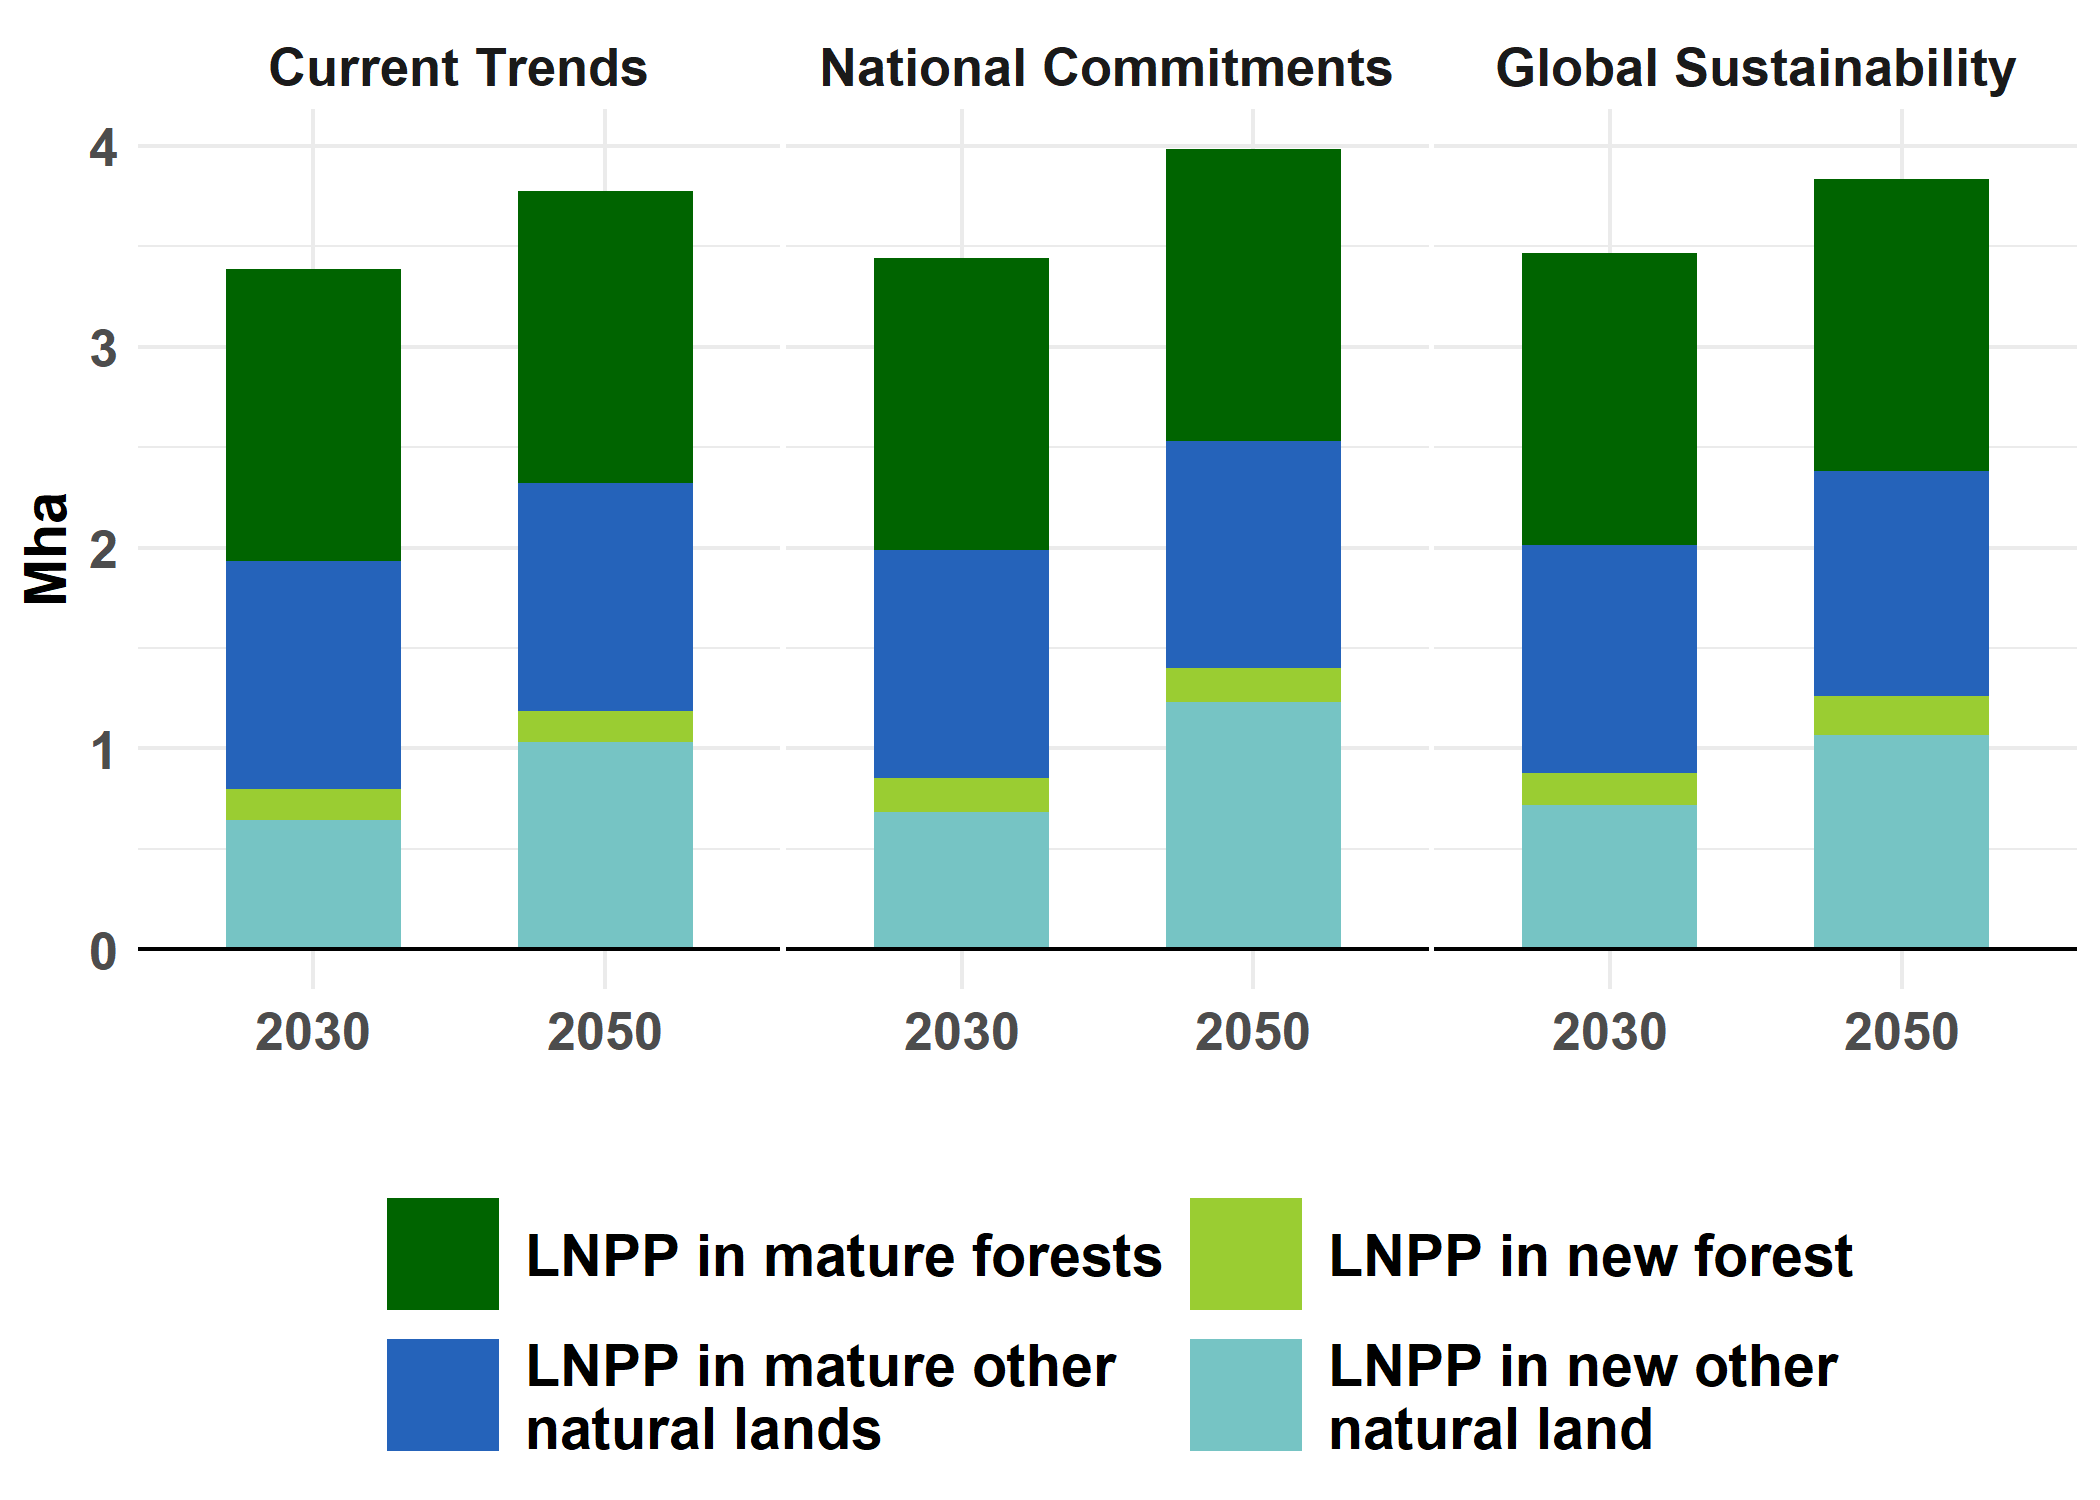 Current Trends
National Commitments
Global Sustainability
4
3
2
1
0
Mha
2030
2050
2030
2050
2030
2050
LNPP in mature forests
LNPP in new forest
LNPP in mature other
natural lands
LNPP in new other
natural land